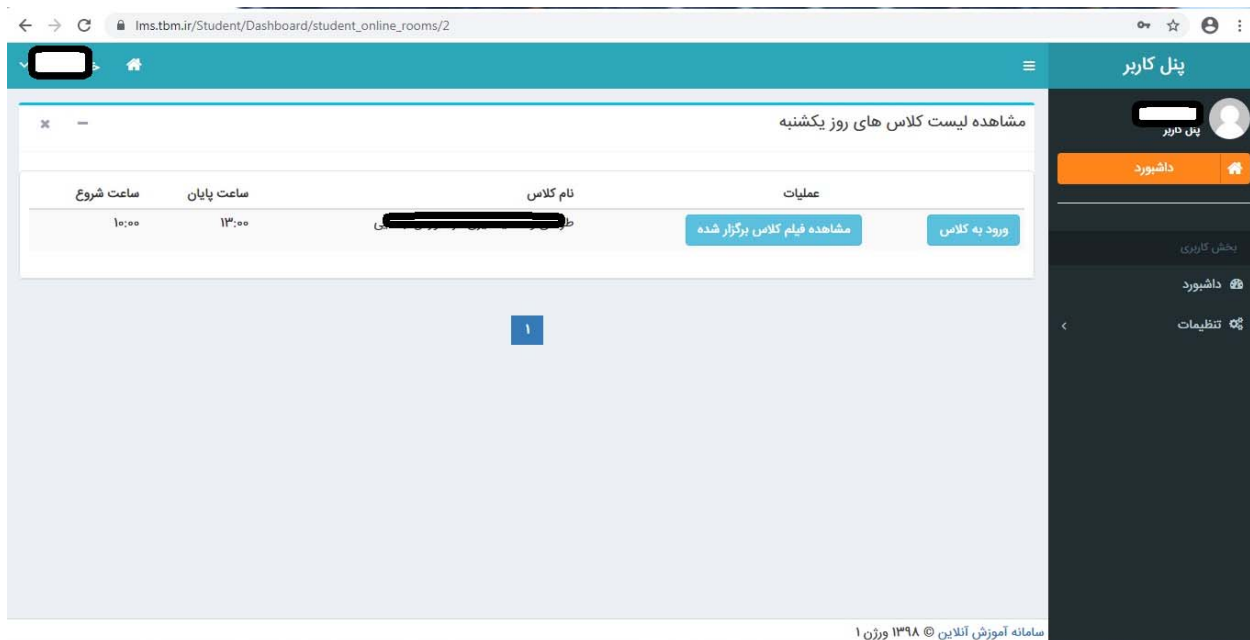 lms.tbm.ir/Student/Dashboard/student_online_rooms/2
پنل کاربر
پنل کاربر
داشبورد
بخش کاربری
داشبورد
تنظیمات
مشاهده لیست کلاس های روز یکشنبه
عملیات نام کلاس ساعت پایان ساعت شروع
ورود به کلاس مشاهده فیلم کلاس برگزار شده ۱۳:۰۰ ۱۰:۰۰
۱
سامانه آموزش آنلاین © ۱۳۹۸ ورژن ۱